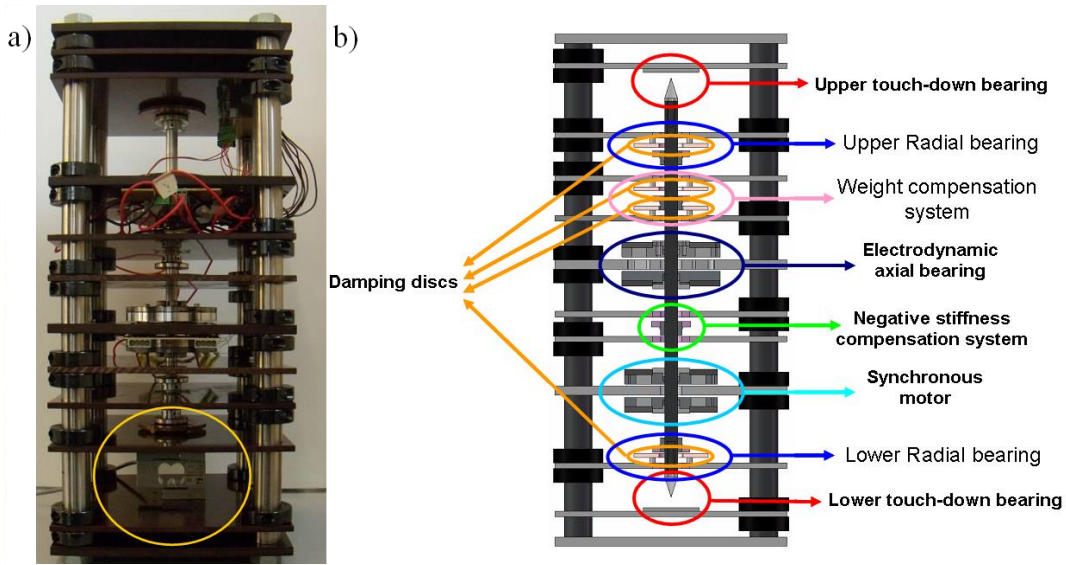 a)
b)
Upper touch-down bearing
Upper Radial bearing
Weight compensation
system
Electrodynamic
axial bearing
Damping discs
Negative stiffness
compensation system
Synchronous
motor
Lower Radial bearing
Lower touch-down bearing